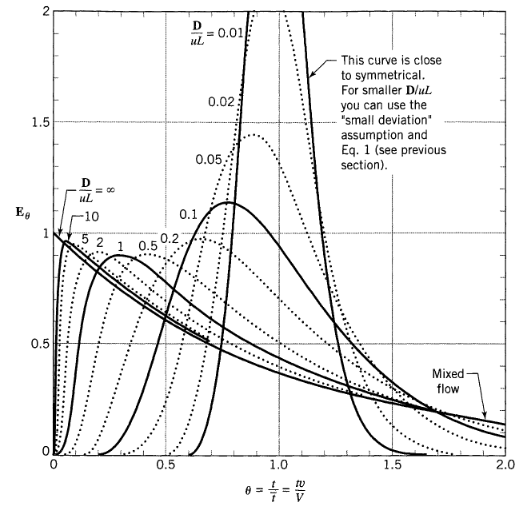 2
D/uL = 0.01
This curve is close
to symmetrical.
For smaller D/uL
you can use the
"small deviation"
assumption and
Eq. 1 (see previous
section).
0.02
1.5
0.05
D/uL = ∞
10
0.1
E_θ
1
5 2 1 0.5 0.2
0.5
Mixed
flow
0
0 0.5 1.0 1.5 2.0
θ = t/t̄ = tv/V